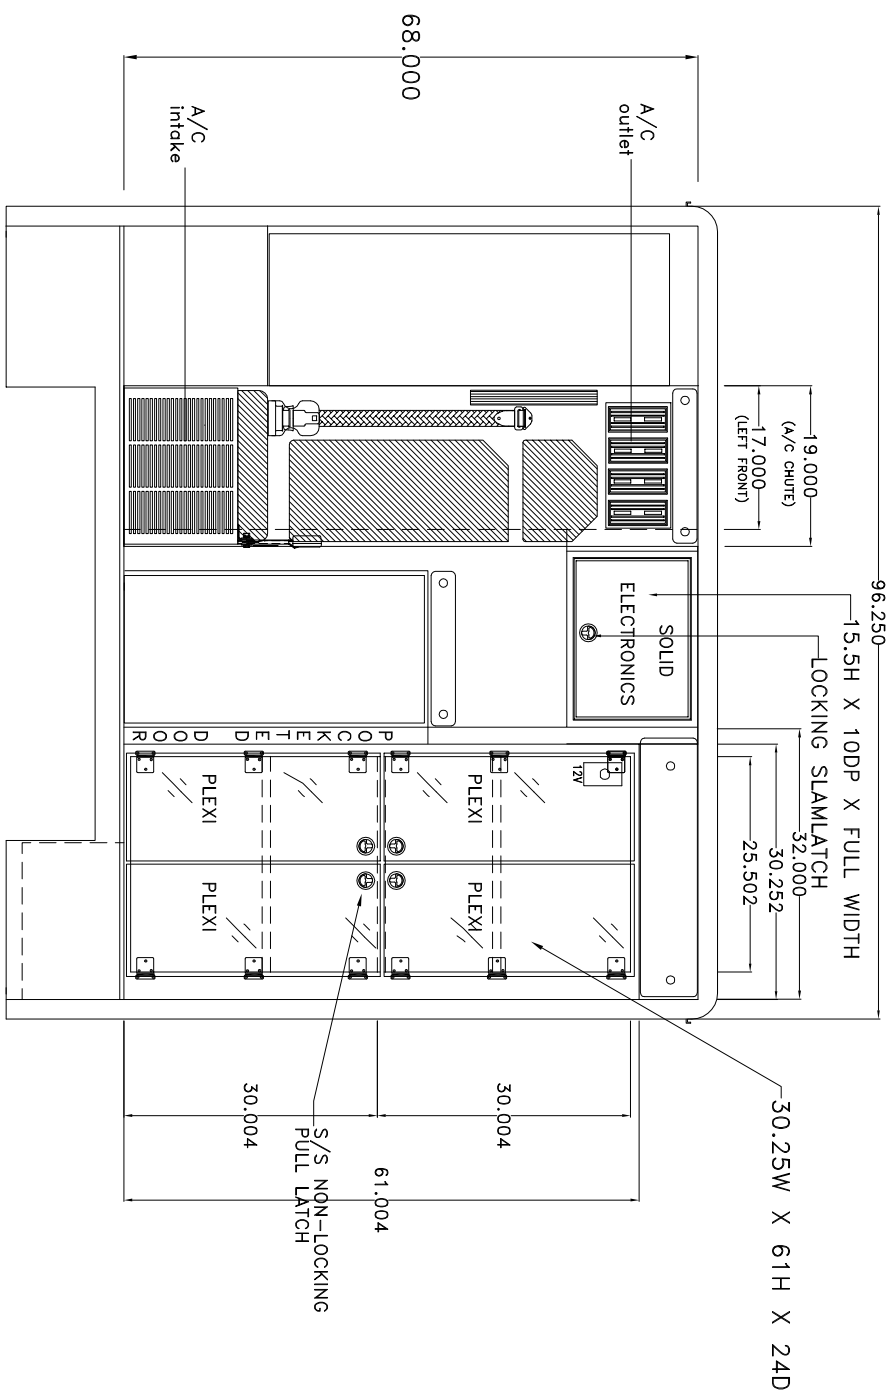 96.250
15.5H X 10DP X FULL WIDTH
LOCKING SLAMLATCH
30.25W X 61H X 24D
19.000
(A/C CHUTE)
17.000
(LEFT FRONT)
32.000
30.252
25.502
68.000
A/C
outlet
A/C
intake
SOLID
ELECTRONICS
12V
PLEXI
PLEXI
PLEXI
PLEXI
POCKET DOOR
30.004
30.004
61.004
S/S NON-LOCKING
PULL LATCH